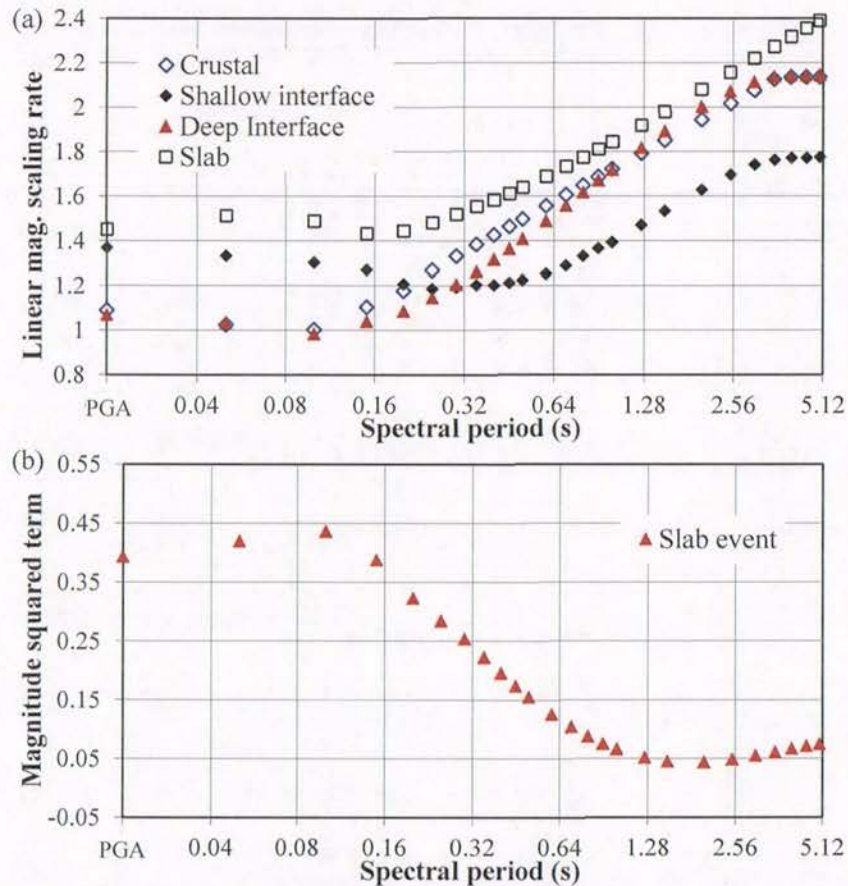 (a)
Linear mag. scaling rate
2.4
2.2
2
1.8
1.6
1.4
1.2
1
0.8
Crustal
Shallow interface
Deep Interface
Slab
PGA 0.04 0.08 0.16 0.32 0.64 1.28 2.56 5.12
Spectral period (s)
(b)
Magnitude squared term
0.55
0.45
0.35
0.25
0.15
0.05
-0.05
Slab event
PGA 0.04 0.08 0.16 0.32 0.64 1.28 2.56 5.12
Spectral period (s)